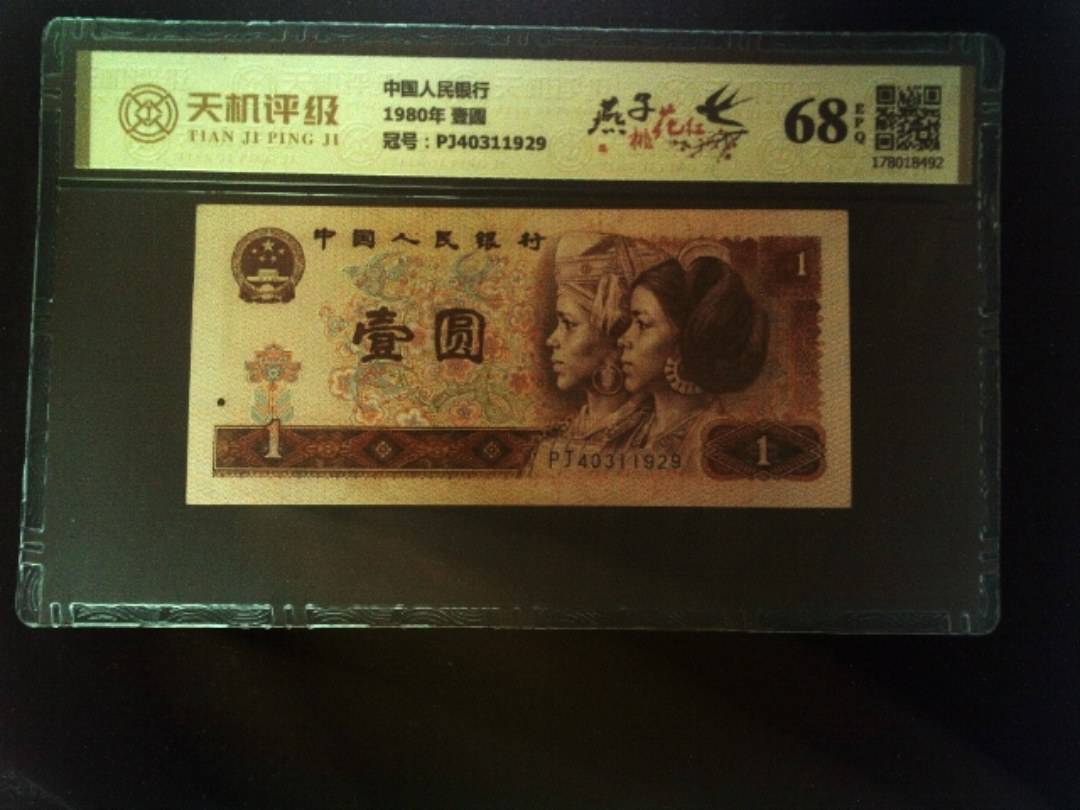 天机评级
TIAN JI PING JI
中国人民银行
1980年 壹圆
冠号：PJ40311929
燕子桃花红
68
EPQ
178018492
中国人民银行
壹圆
1
1
1
PJ40311929